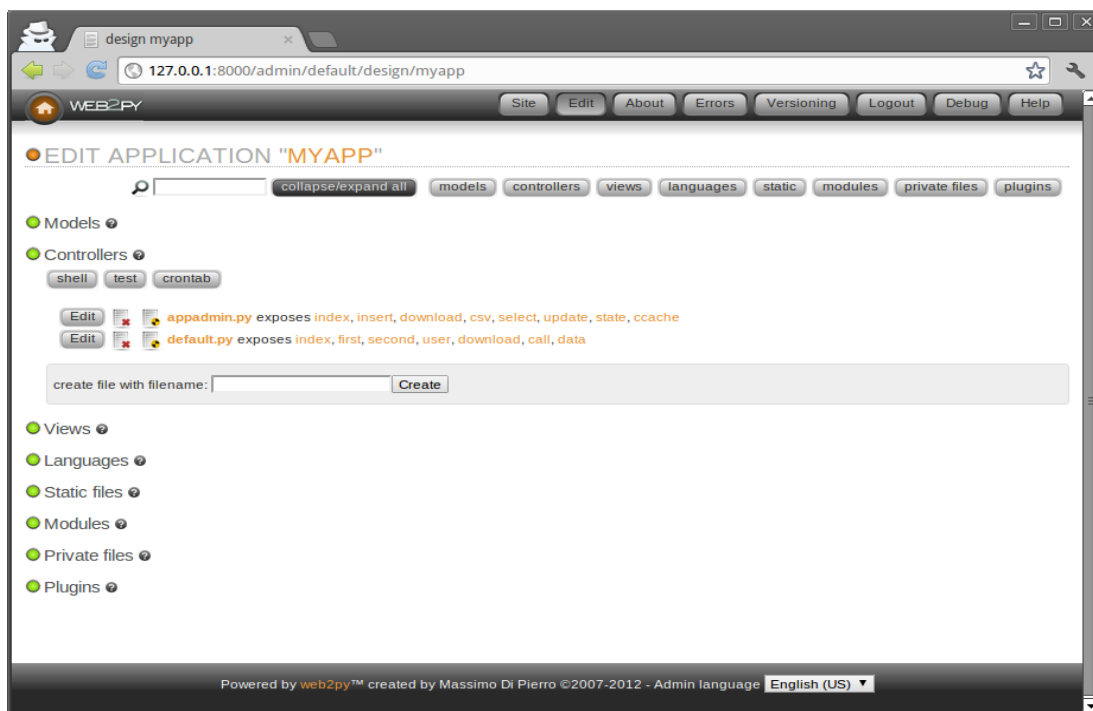 design myapp
127.0.0.1:8000/admin/default/design/myapp
WEB2PY Site Edit About Errors Versioning Logout Debug Help
EDIT APPLICATION "MYAPP"
collapse/expand all models controllers views languages static modules private files plugins
Models
Controllers
shell test crontab
Edit appadmin.py exposes index, insert, download, csv, select, update, state, ccache
Edit default.py exposes index, first, second, user, download, call, data
create file with filename: Create
Views
Languages
Static files
Modules
Private files
Plugins
Powered by web2py™ created by Massimo Di Pierro ©2007-2012 - Admin language English (US)